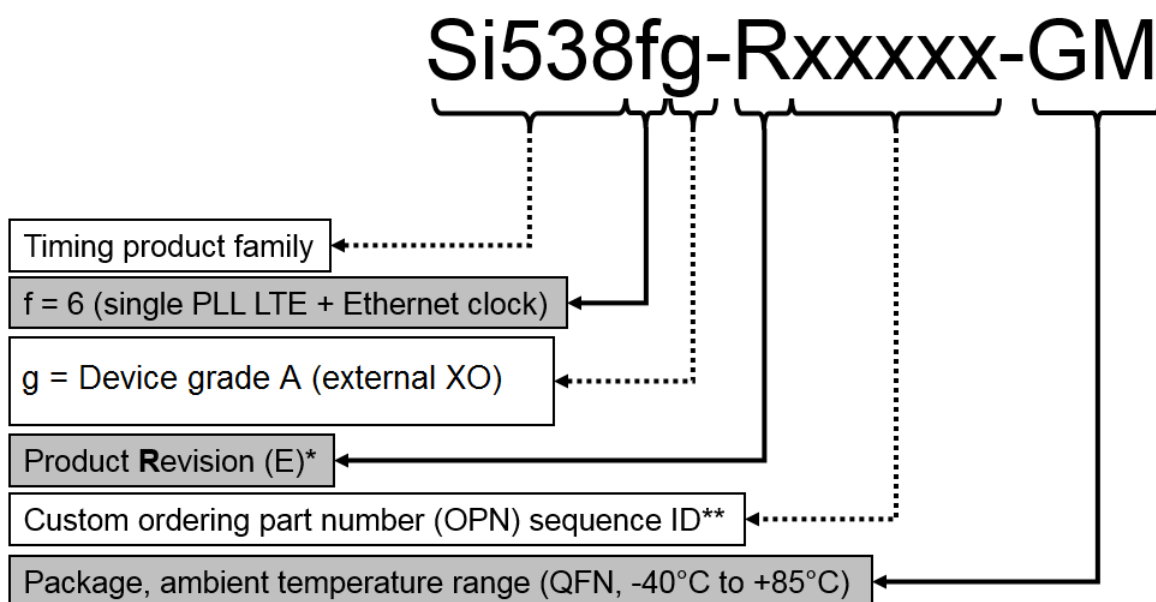 Si538fg-Rxxxxx-GM
Timing product family
f = 6 (single PLL LTE + Ethernet clock)
g = Device grade A (external XO)
Product Revision (E)*
Custom ordering part number (OPN) sequence ID**
Package, ambient temperature range (QFN, -40°C to +85°C)